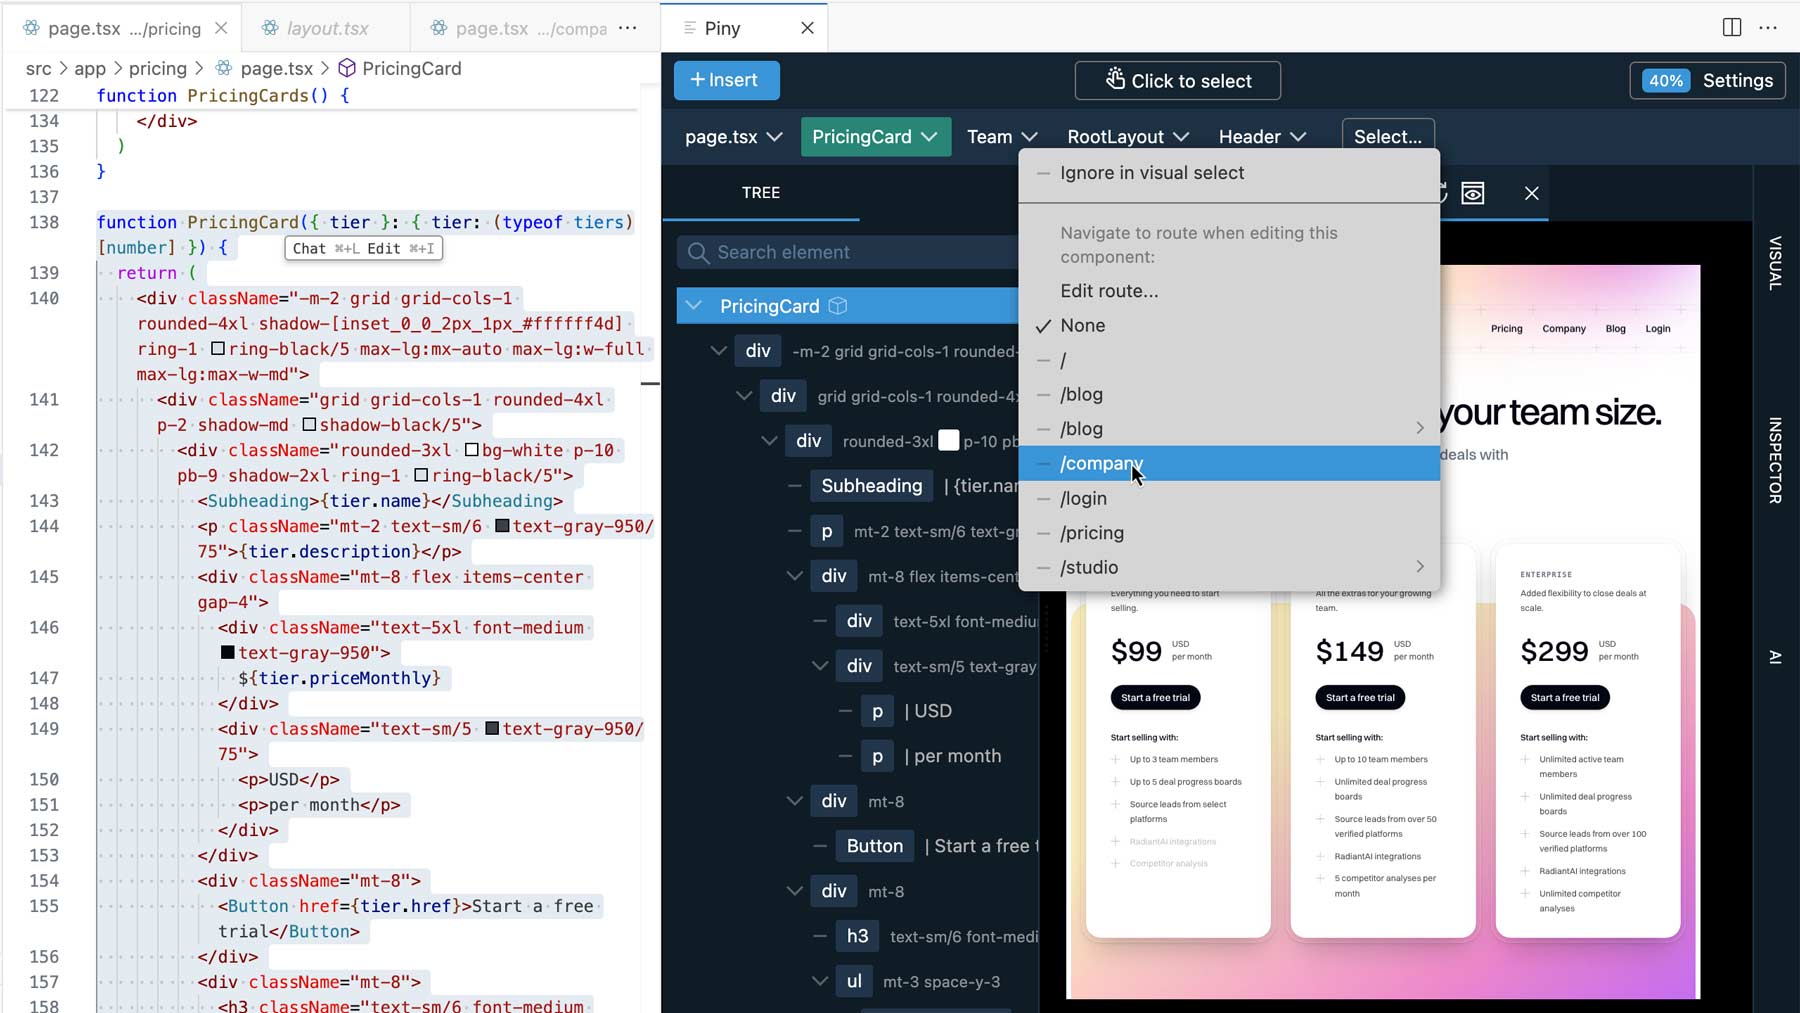 page.tsx .../pricing
layout.tsx
page.tsx .../compa
Piny
src > app > pricing > page.tsx > PricingCard
122 function PricingCards() {
134 </div>
135 )
136 }
137
138 function PricingCard({ tier }: { tier: (typeof tiers)
[number] }) {
Chat ⌘+L Edit ⌘+I
139 return (
140 <div className="-m-2 grid grid-cols-1
rounded-4xl shadow-[inset_0_0_2px_1px_#ffffff4d]
ring-1 ring-black/5 max-lg:mx-auto max-lg:w-full
max-lg:max-w-md">
141 <div className="grid grid-cols-1 rounded-4xl
p-2 shadow-md shadow-black/5">
142 <div className="rounded-3xl bg-white p-10
pb-9 shadow-2xl ring-1 ring-black/5">
143 <Subheading>{tier.name}</Subheading>
144 <p className="mt-2 text-sm/6 text-gray-950/
75">{tier.description}</p>
145 <div className="mt-8 flex items-center
gap-4">
146 <div className="text-5xl font-medium
text-gray-950">
147 ${tier.priceMonthly}
148 </div>
149 <div className="text-sm/5 text-gray-950/
75">
150 <p>USD</p>
151 <p>per month</p>
152 </div>
153 </div>
154 <div className="mt-8">
155 <Button href={tier.href}>Start a free
trial</Button>
156 </div>
157 <div className="mt-8">
158 <h3 className="text-sm/6 font-medium
+ Insert
Click to select
40% Settings
page.tsx
PricingCard
Team
RootLayout
Header
Select...
TREE
Search element
PricingCard
div -m-2 grid grid-cols-1 rounded-
div grid grid-cols-1 rounded-4x
div rounded-3xl p-10 pb
Subheading | {tier.nam
p mt-2 text-sm/6 text-gr
div mt-8 flex items-cent
div text-5xl font-mediu
div text-sm/5 text-gray
p | USD
p | per month
div mt-8
Button | Start a free t
div mt-8
h3 text-sm/6 font-medi
ul mt-3 space-y-3
Ignore in visual select
Navigate to route when editing this
component:
Edit route...
✓ None
/
/blog
/blog
/company
/login
/pricing
/studio
Pricing Company Blog Login
your team size.
deals with
Everything you need to start
selling.
$99 USD
per month
Start a free trial
Start selling with:
Up to 3 team members
Up to 5 deal progress boards
Source leads from select
platforms
RadiantAI integrations
Competitor analysis
All the extras for your growing
team.
$149 USD
per month
Start a free trial
Start selling with:
Up to 10 team members
Unlimited deal progress
boards
Source leads from over 50
verified platforms
RadiantAI integrations
5 competitor analyses per
month
ENTERPRISE
Added flexibility to close deals at
scale.
$299 USD
per month
Start a free trial
Start selling with:
Unlimited active team
members
Unlimited deal progress
boards
Source leads from over 100
verified platforms
RadiantAI integrations
Unlimited competitor
analyses
VISUAL
INSPECTOR
AI